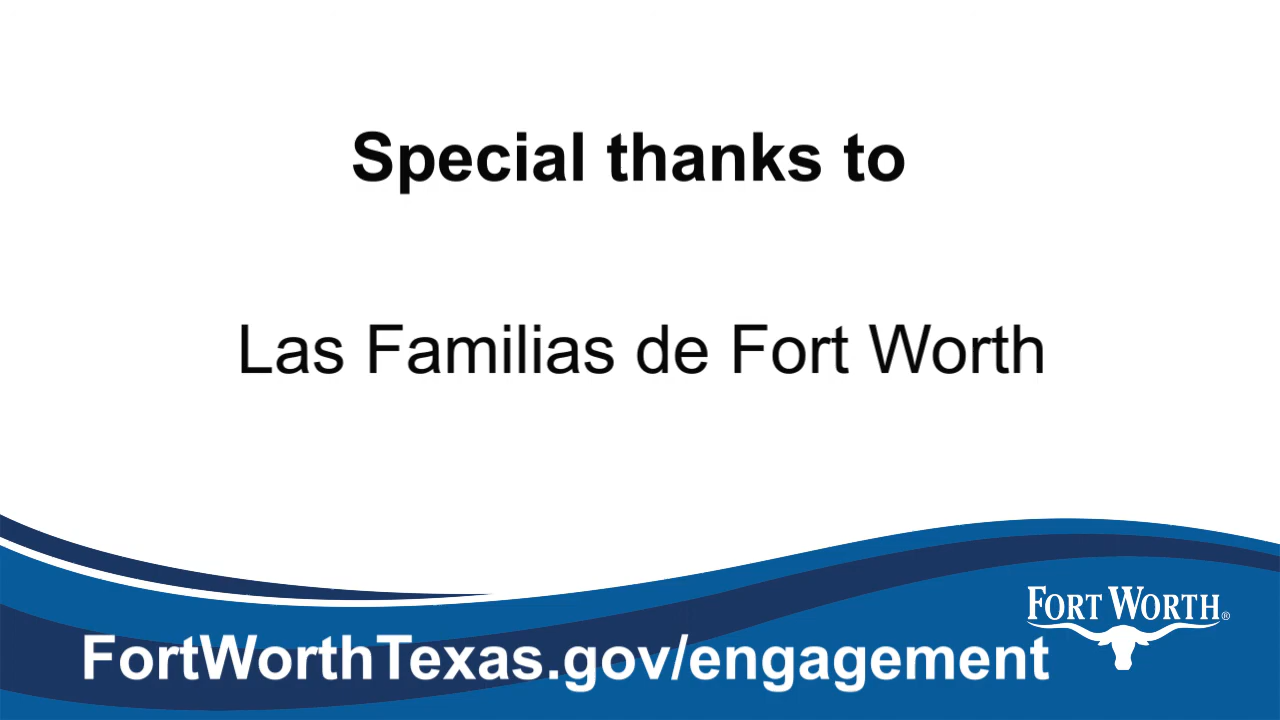 Special thanks to
Las Familias de Fort Worth
FORT WORTH®
FortWorthTexas.gov/engagement